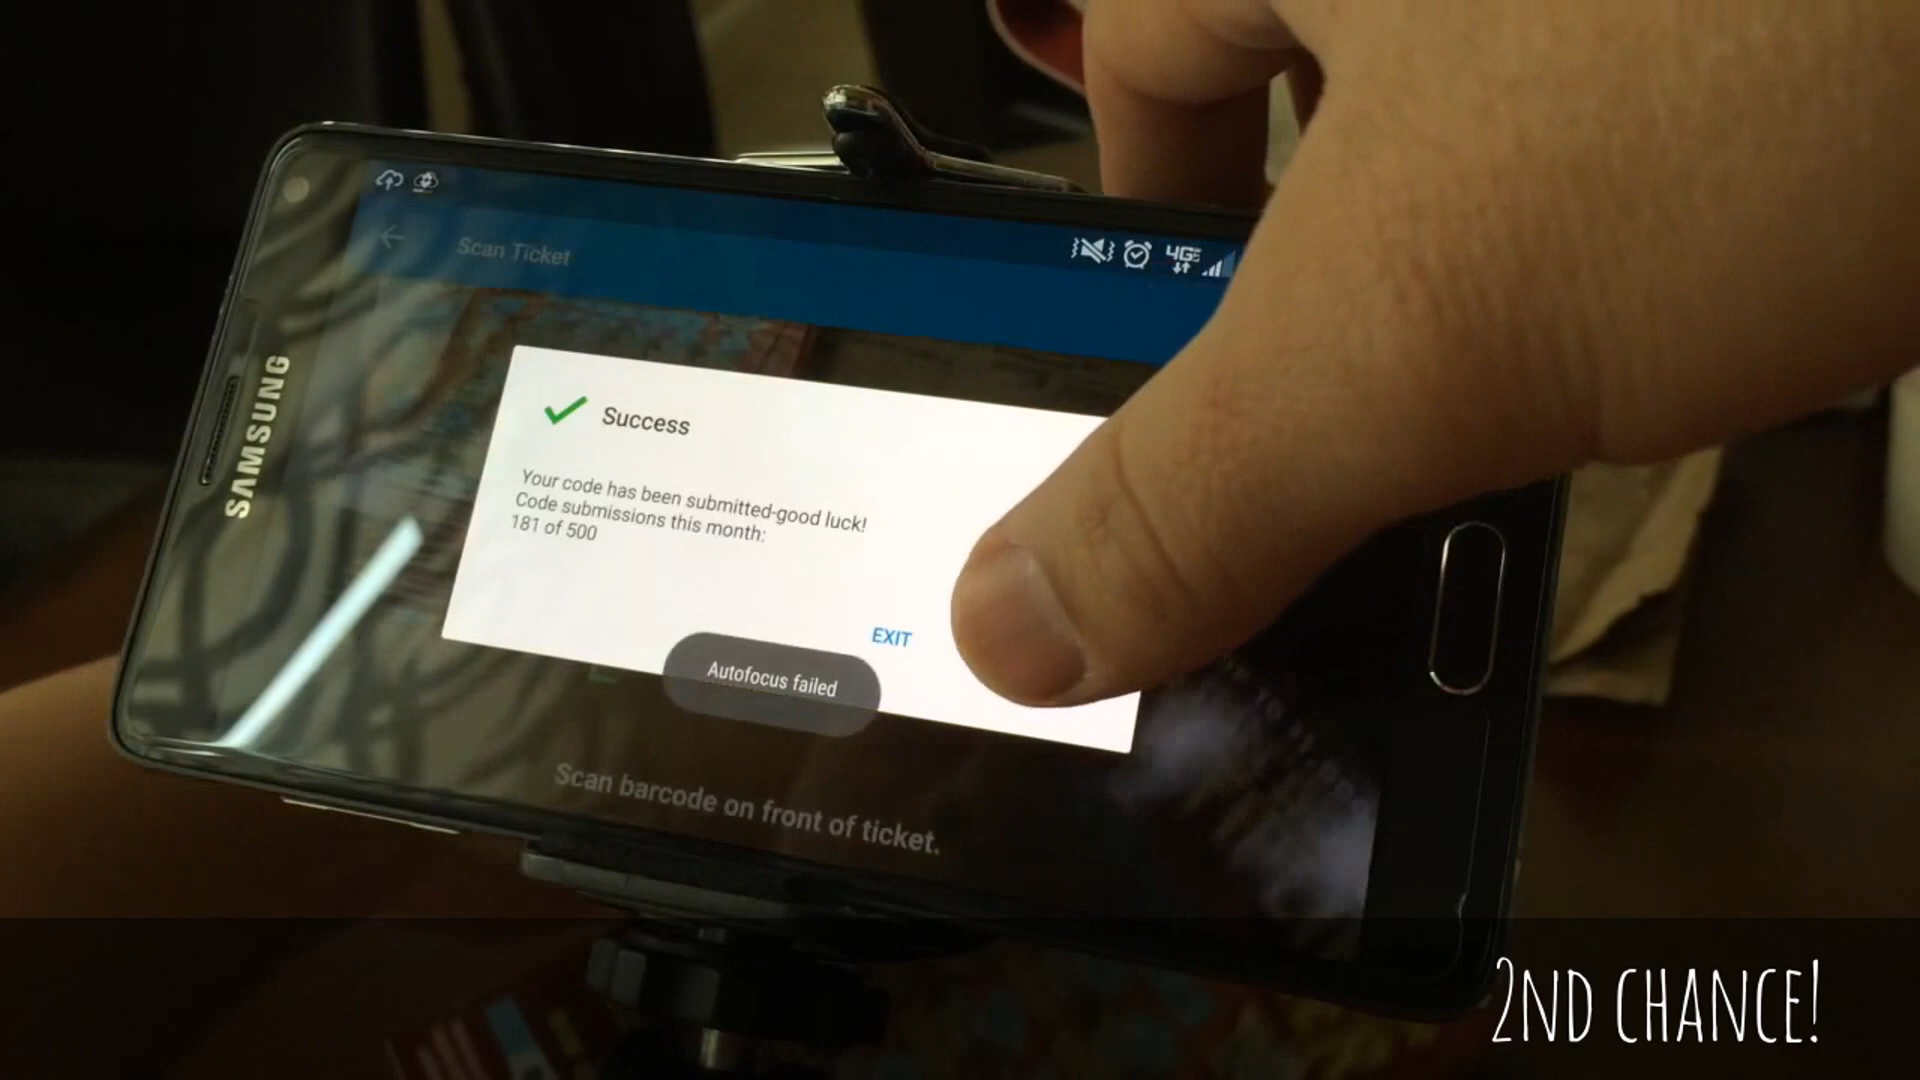 4G
Scan Ticket
SAMSUNG
Success
Your code has been submitted-good luck!
Code submissions this month:
181 of 500
EXIT
Autofocus failed
Scan barcode on front of ticket.
2ND CHANCE!